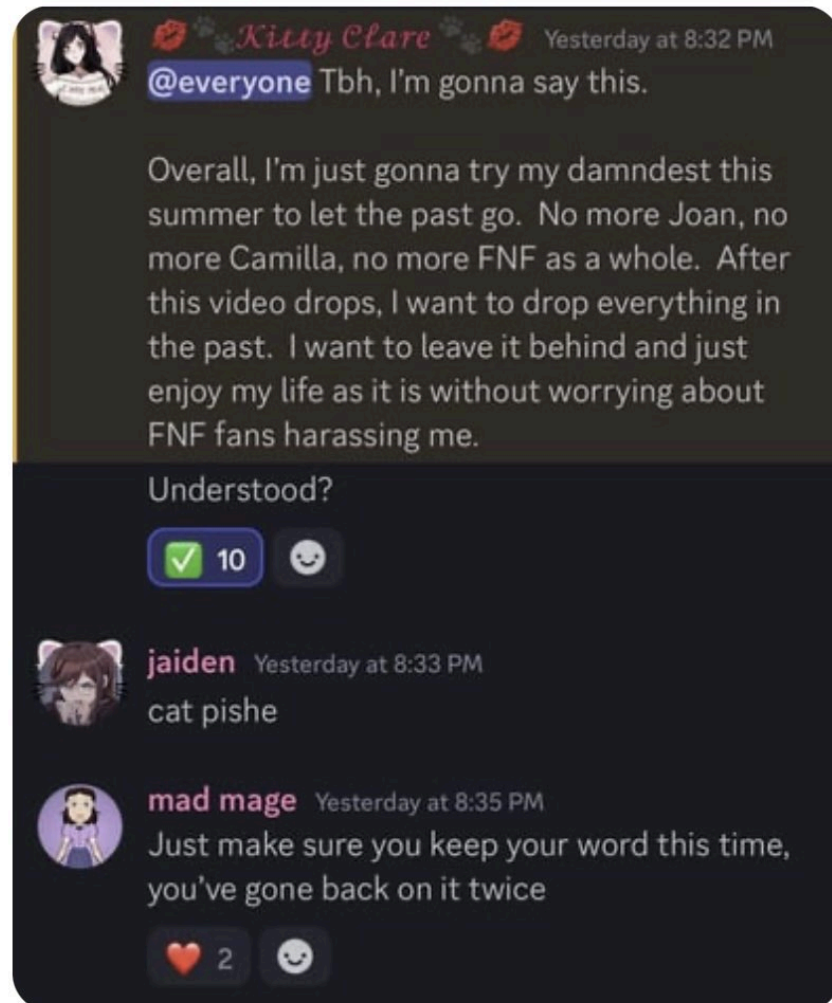 💋🐾Kitty Clare🐾💋 Yesterday at 8:32 PM
@everyone Tbh, I'm gonna say this.
Overall, I'm just gonna try my damndest this
summer to let the past go. No more Joan, no
more Camilla, no more FNF as a whole. After
this video drops, I want to drop everything in
the past. I want to leave it behind and just
enjoy my life as it is without worrying about
FNF fans harassing me.
Understood?
✅ 10
jaiden Yesterday at 8:33 PM
cat pishe
mad mage Yesterday at 8:35 PM
Just make sure you keep your word this time,
you've gone back on it twice
❤️ 2